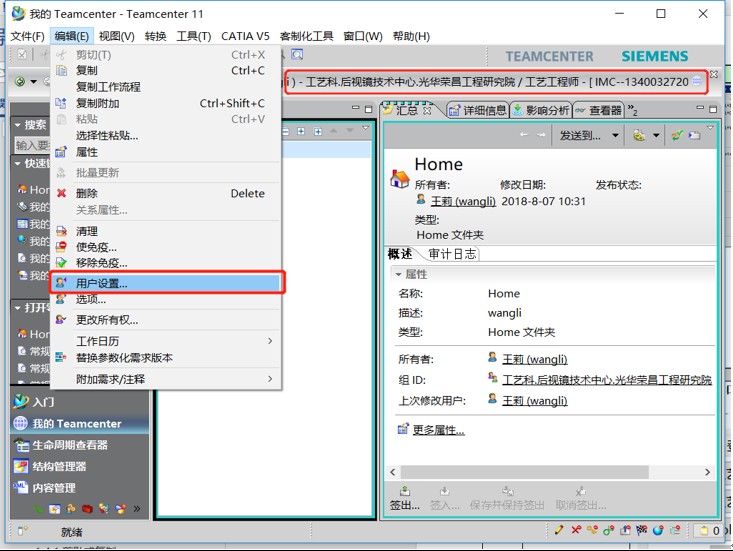 我的 Teamcenter - Teamcenter 11
文件(F) 编辑(E) 视图(V) 转换 工具(T) CATIA V5 客制化工具 窗口(W) 帮助(H)
TEAMCENTER SIEMENS
gli ) - 工艺科.后视镜技术中心.光华荣昌工程研究院 / 工艺工程师 - [ IMC--1340032720
剪切(T) Ctrl+X
复制 Ctrl+C
复制工作流程
复制附加 Ctrl+Shift+C
粘贴 Ctrl+V
选择性粘贴...
属性
批量更新
删除 Delete
关系属性...
清理
使免疫...
移除免疫...
用户设置...
选项...
更改所有权...
工作日历
替换参数化需求版本
附加需求/注释
搜索
输入要
快速链
Hom
我的
我的
我的
我的
我的
打开常
Hom
常规
常规
常规
入门
我的 Teamcenter
生命周期查看器
结构管理器
内容管理
汇总 详细信息 影响分析 查看器 »2
发送到...
Home
所有者: 修改日期: 发布状态:
王莉 (wangli) 2018-8-07 10:31
类型:
Home 文件夹
概述 审计日志
属性
名称: Home
描述: wangli
类型: Home 文件夹
所有者: 王莉 (wangli)
组 ID: 工艺科.后视镜技术中心.光华荣昌工程研究院
上次修改用户: 王莉 (wangli)
更多属性...
签出... 签入... 保存并保持签出 取消签出...
就绪
0